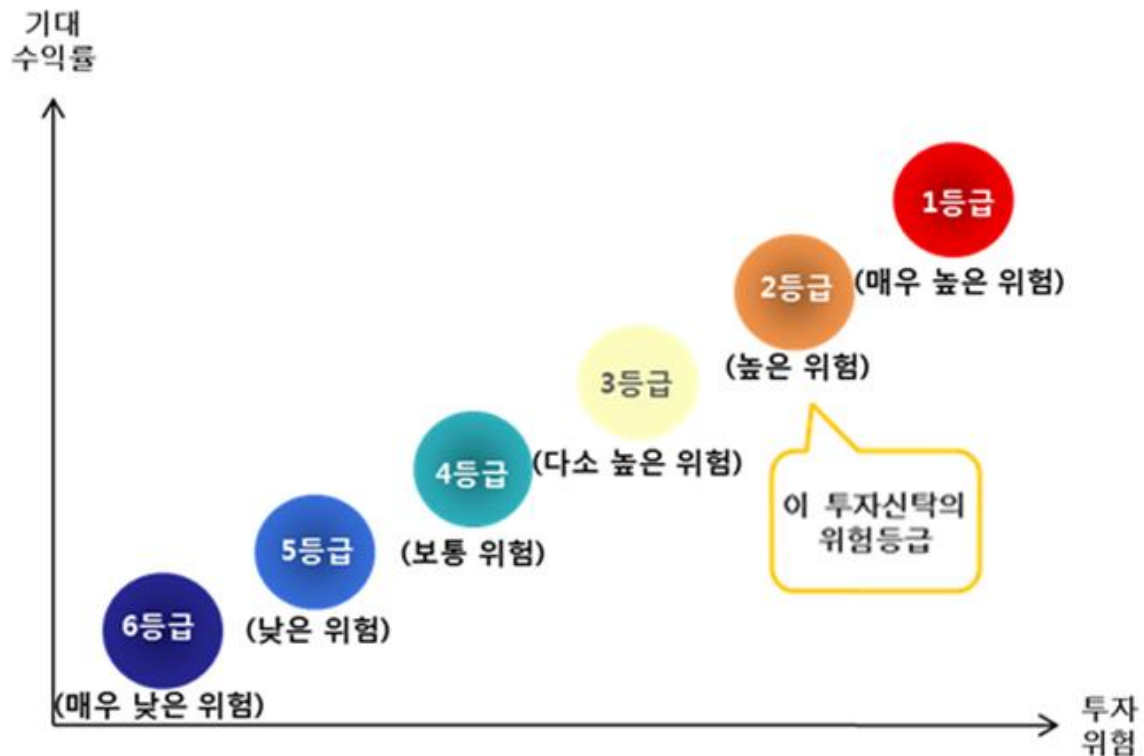 기대
수익률
1등급
(매우 높은 위험)
2등급
(높은 위험)
3등급
(다소 높은 위험)
4등급
(보통 위험)
이 투자신탁의
위험등급
5등급
(낮은 위험)
6등급
(매우 낮은 위험)
투자
위험